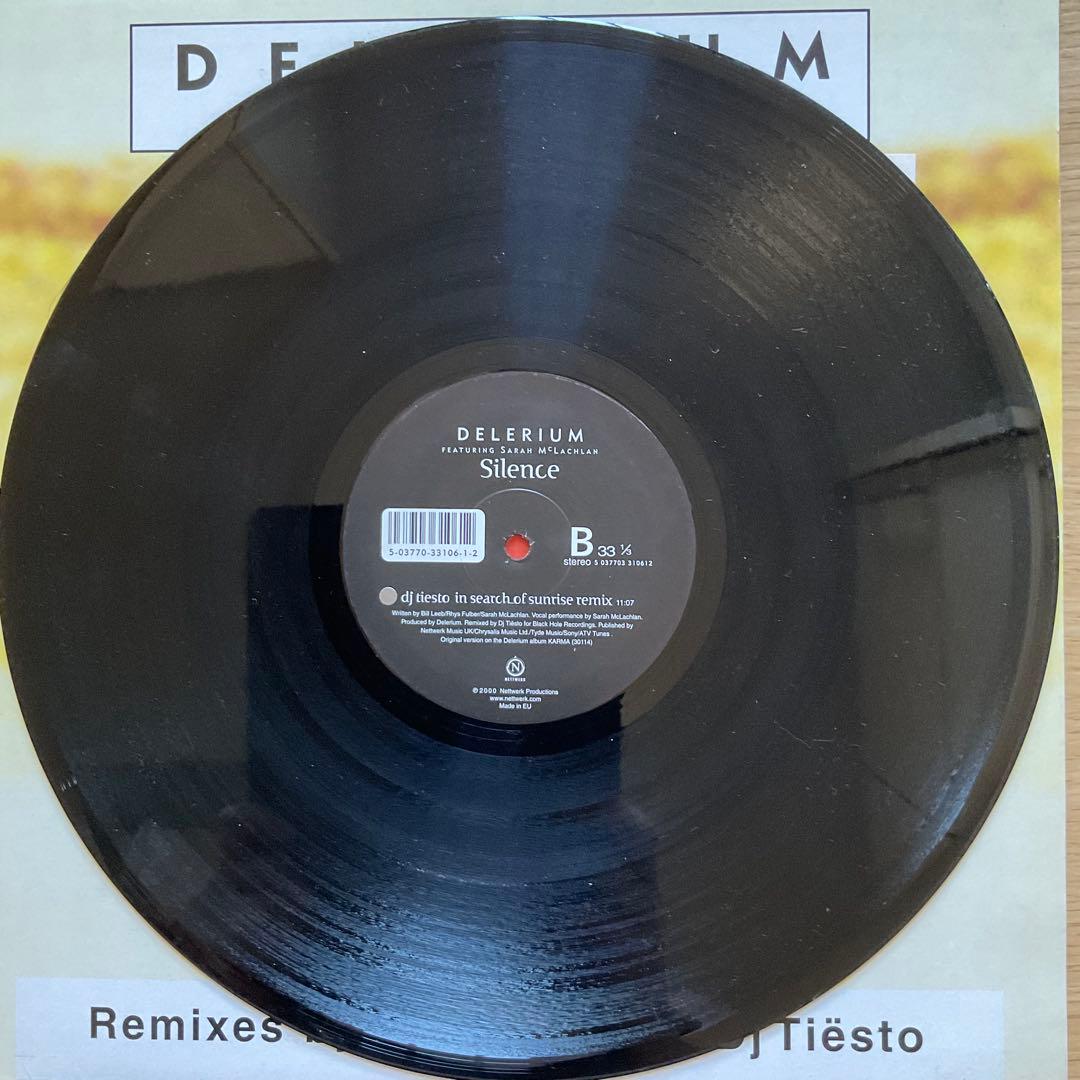 DELERIUM
FEATURING SARAH McLACHLAN
Silence
5-03770-33106-1-2
B 33 ⅓
stereo 5 037703 310612
dj tiesto in search of sunrise remix 11:07
Written by Bill Leeb/Rhys Fulber/Sarah McLachlan. Vocal performance by Sarah McLachlan.
Produced by Delerium. Remixed by Dj Tiësto for Black Hole Recordings. Published by
Nettwerk Music UK/Chrysalis Music Ltd./Tyde Music/Sony/ATV Tunes .
Original version on the Delerium album KARMA (30114)
N
NETTWERK
℗©2000 Nettwerk Productions
www.nettwerk.com
Made in EU
Remixes Dj Tiësto